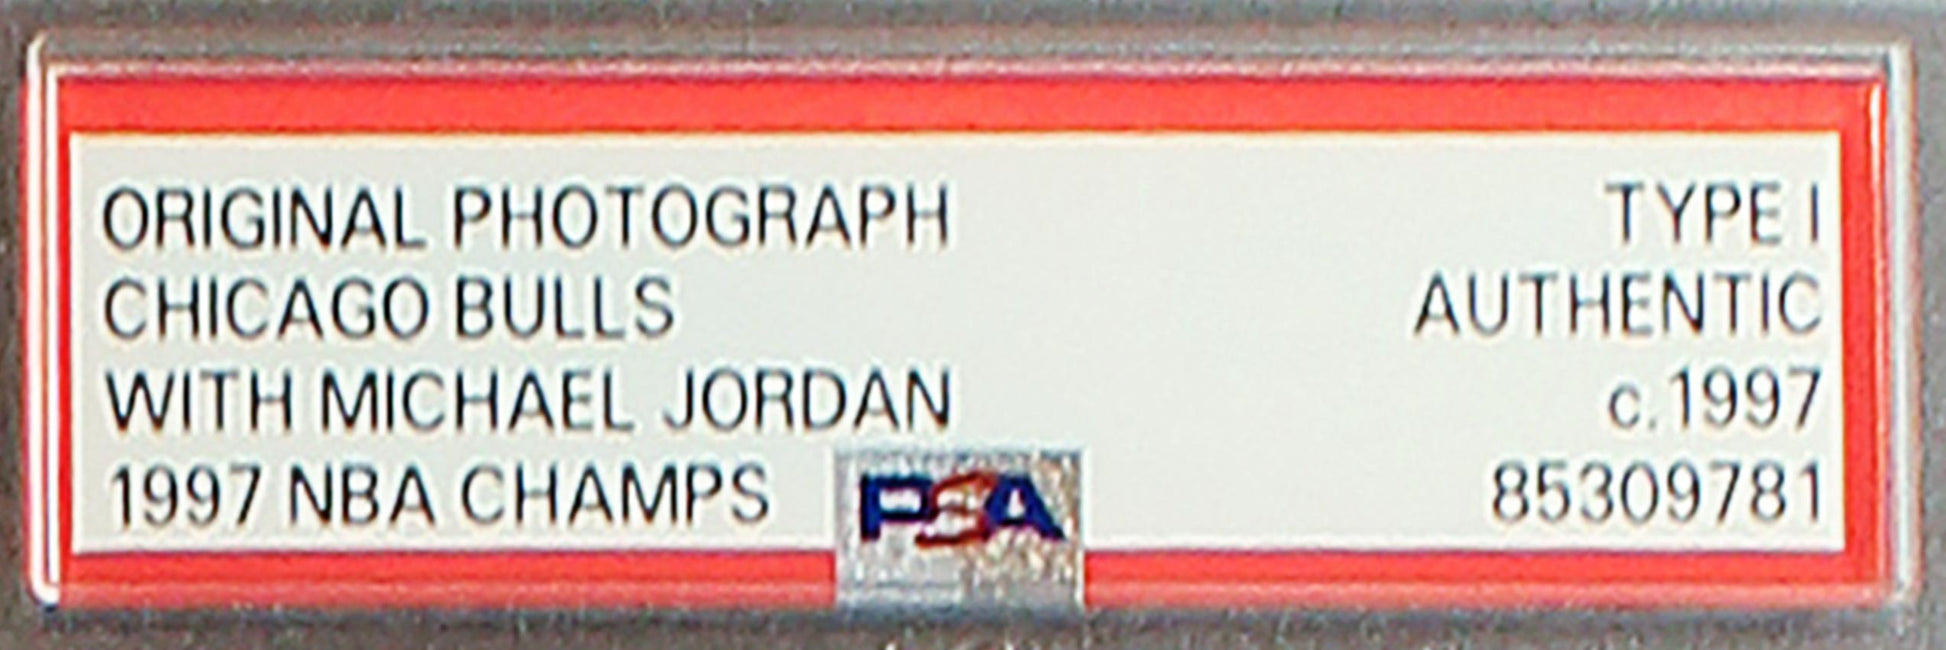 ORIGINAL PHOTOGRAPH TYPE I
CHICAGO BULLS AUTHENTIC
WITH MICHAEL JORDAN c.1997
1997 NBA CHAMPS 85309781
PSA